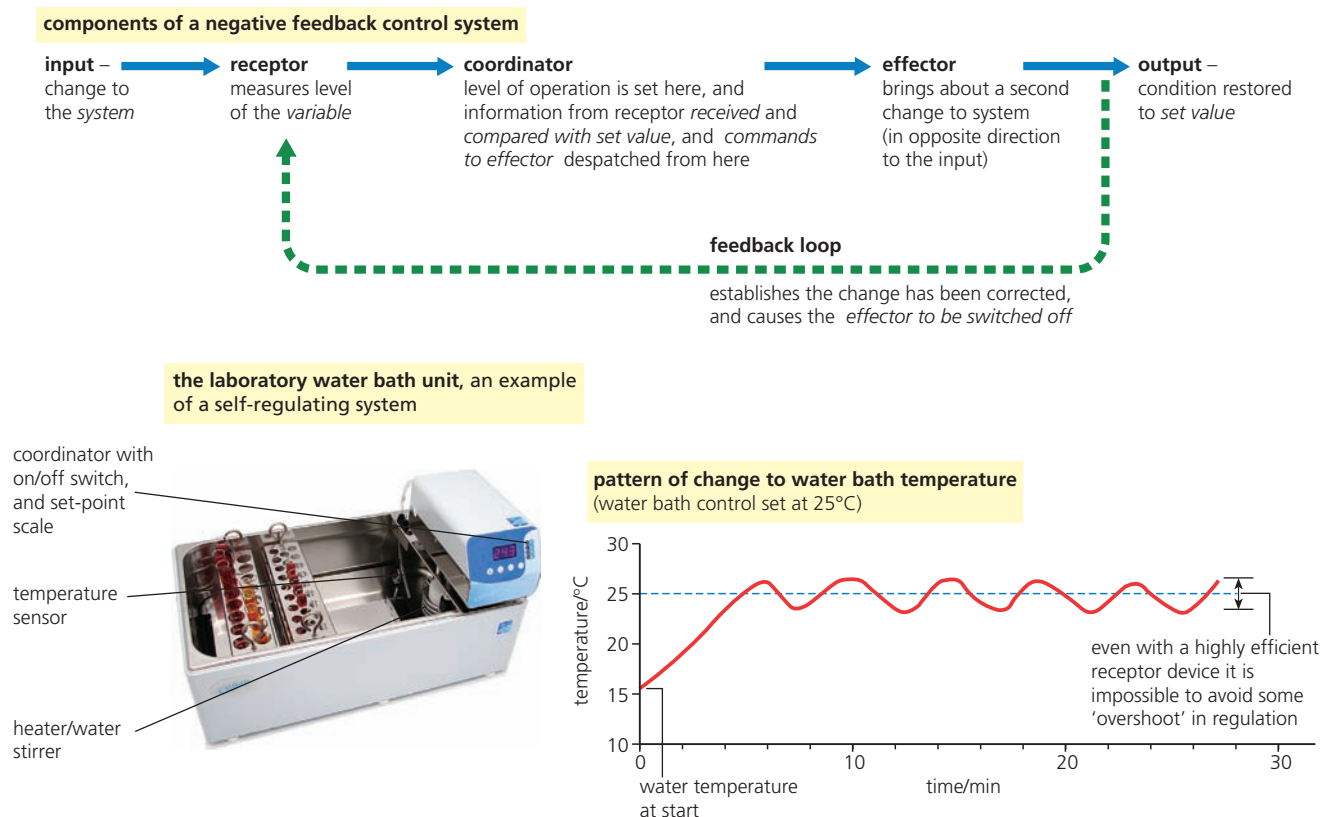 components of a negative feedback control system
input –
change to
the system
receptor
measures level
of the variable
coordinator
level of operation is set here, and
information from receptor received and
compared with set value, and commands
to effector despatched from here
effector
brings about a second
change to system
(in opposite direction
to the input)
output –
condition restored
to set value
feedback loop
establishes the change has been corrected,
and causes the effector to be switched off
the laboratory water bath unit, an example
of a self-regulating system
coordinator with
on/off switch,
and set-point
scale
temperature
sensor
heater/water
stirrer
24.9
pattern of change to water bath temperature
(water bath control set at 25°C)
temperature/°C
30
25
20
15
10
0
10
20
30
time/min
water temperature
at start
even with a highly efficient
receptor device it is
impossible to avoid some
‘overshoot’ in regulation